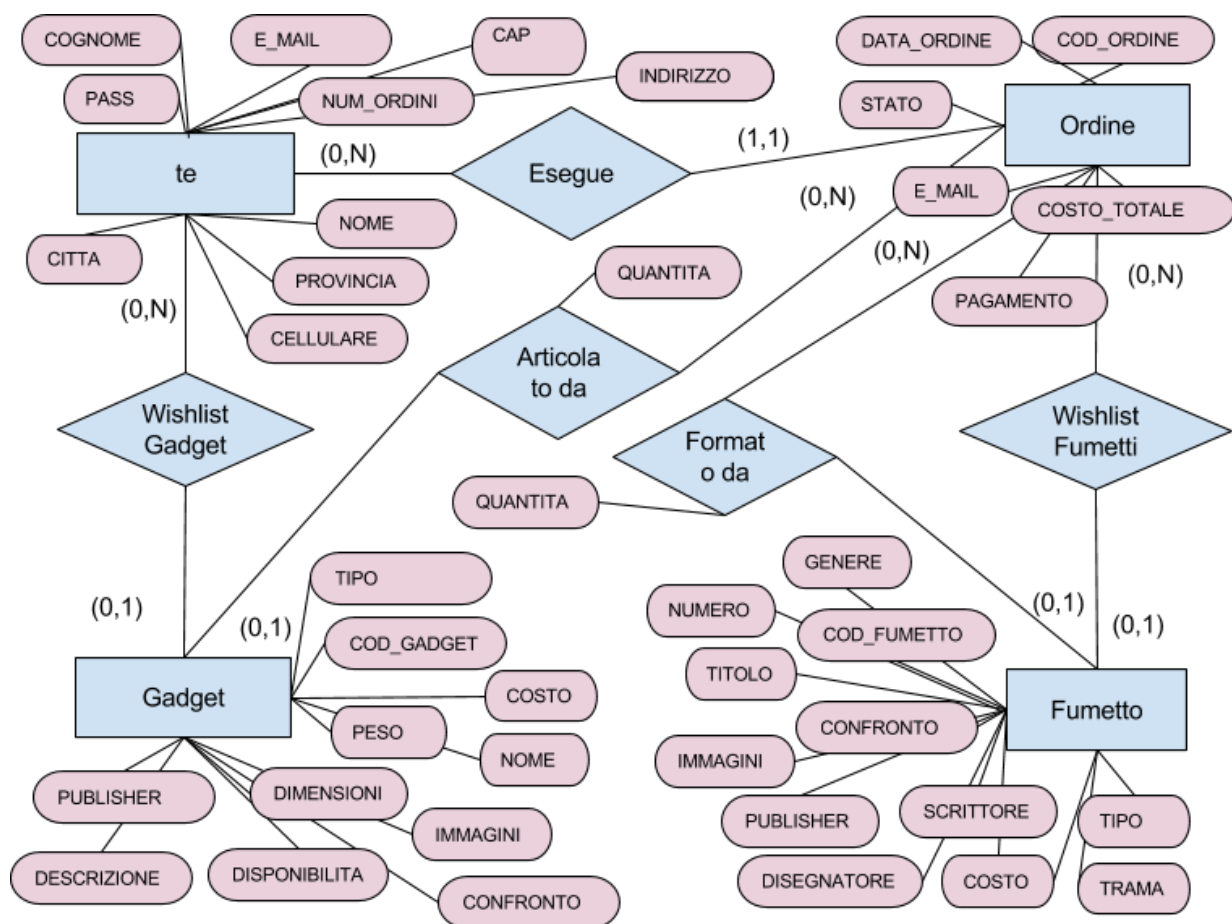 COGNOME
E_MAIL
CAP
DATA_ORDINE
COD_ORDINE
PASS
NUM_ORDINI
INDIRIZZO
STATO
te
(0,N)
Esegue
(1,1)
Ordine
E_MAIL
COSTO_TOTALE
NOME
CITTA
PROVINCIA
CELLULARE
(0,N)
QUANTITA
(0,N)
(0,N)
(0,N)
PAGAMENTO
Wishlist
Gadget
Articola
to da
Format
o da
Wishlist
Fumetti
QUANTITA
(0,1)
(0,1)
(0,1)
(0,1)
TIPO
COD_GADGET
COSTO
PESO
NOME
Gadget
PUBLISHER
DIMENSIONI
IMMAGINI
DESCRIZIONE
DISPONIBILITA
CONFRONTO
GENERE
NUMERO
COD_FUMETTO
TITOLO
CONFRONTO
IMMAGINI
Fumetto
PUBLISHER
SCRITTORE
TIPO
DISEGNATORE
COSTO
TRAMA